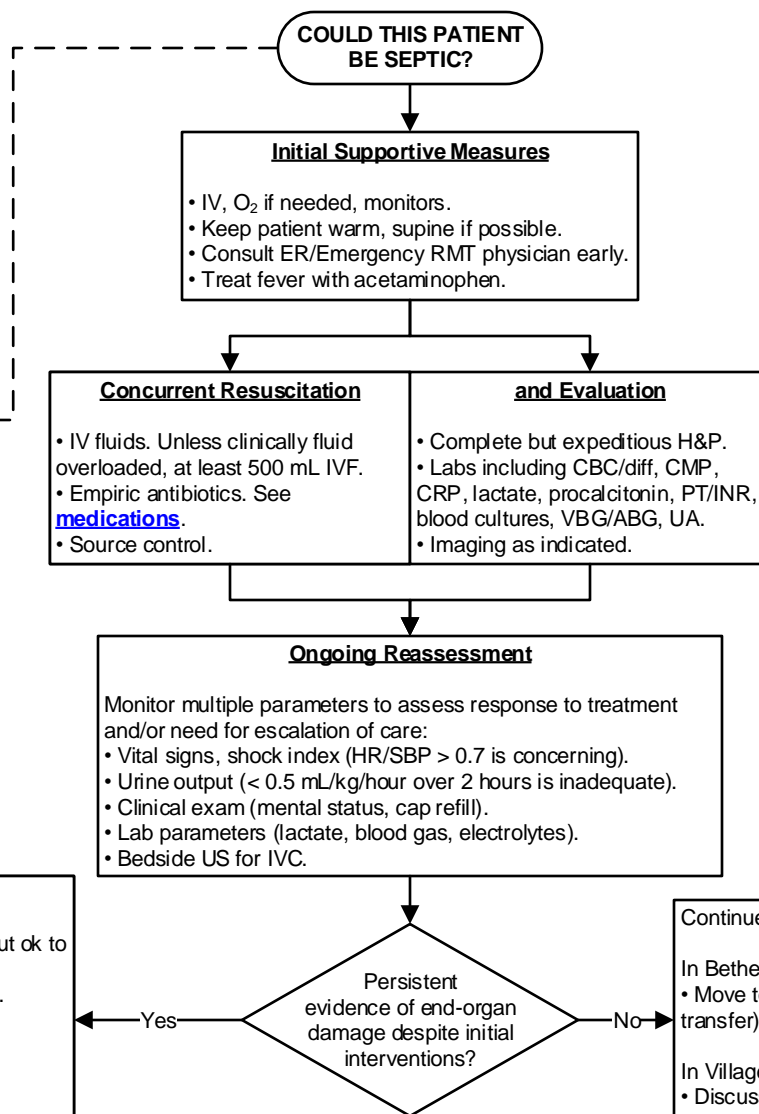 COULD THIS PATIENT
BE SEPTIC?
Initial Supportive Measures
• IV, O₂ if needed, monitors.
• Keep patient warm, supine if possible.
• Consult ER/Emergency RMT physician early.
• Treat fever with acetaminophen.
Concurrent Resuscitation
• IV fluids. Unless clinically fluid
overloaded, at least 500 mL IVF.
• Empiric antibiotics. See
medications.
• Source control.
and Evaluation
• Complete but expeditious H&P.
• Labs including CBC/diff, CMP,
CRP, lactate, procalcitonin, PT/INR,
blood cultures, VBG/ABG, UA.
• Imaging as indicated.
Ongoing Reassessment
Monitor multiple parameters to assess response to treatment
and/or need for escalation of care:
• Vital signs, shock index (HR/SBP > 0.7 is concerning).
• Urine output (< 0.5 mL/kg/hour over 2 hours is inadequate).
• Clinical exam (mental status, cap refill).
• Lab parameters (lactate, blood gas, electrolytes).
• Bedside US for IVC.
ok to
Yes
Persistent
evidence of end-organ
damage despite initial
interventions?
No
Continue
In
• Move
transfer)
In Village
•